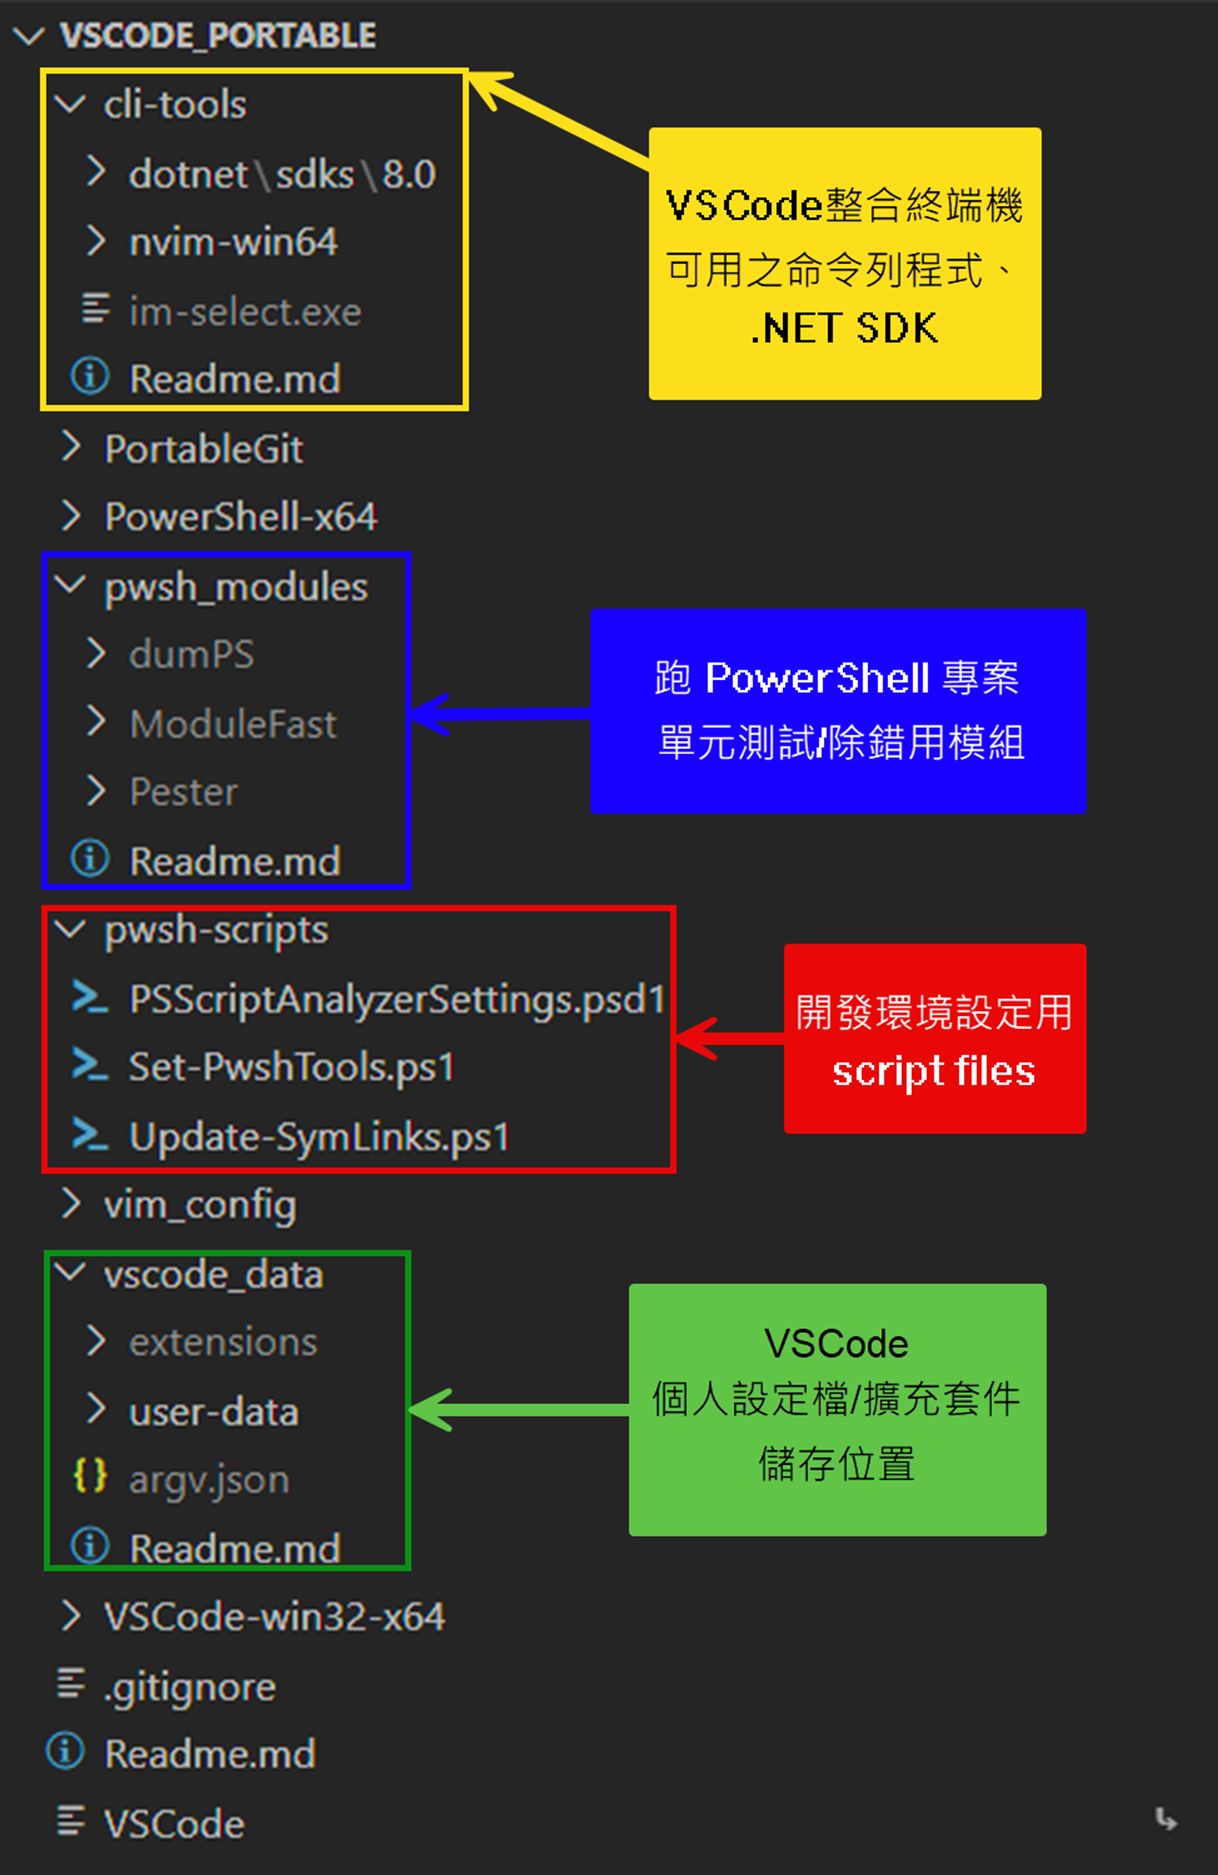 VSCODE_PORTABLE
cli-tools
dotnet\sdks\8.0
nvim-win64
im-select.exe
Readme.md
VSCode整合終端機
可用之命令列程式、
.NET SDK
PortableGit
PowerShell-x64
pwsh_modules
dumPS
ModuleFast
Pester
Readme.md
跑 PowerShell 專案
單元測試/除錯用模組
pwsh-scripts
PSScriptAnalyzerSettings.psd1
Set-PwshTools.ps1
Update-SymLinks.ps1
開發環境設定用
script files
vim_config
vscode_data
extensions
user-data
argv.json
Readme.md
VSCode
個人設定檔/擴充套件
儲存位置
VSCode-win32-x64
.gitignore
Readme.md
VSCode